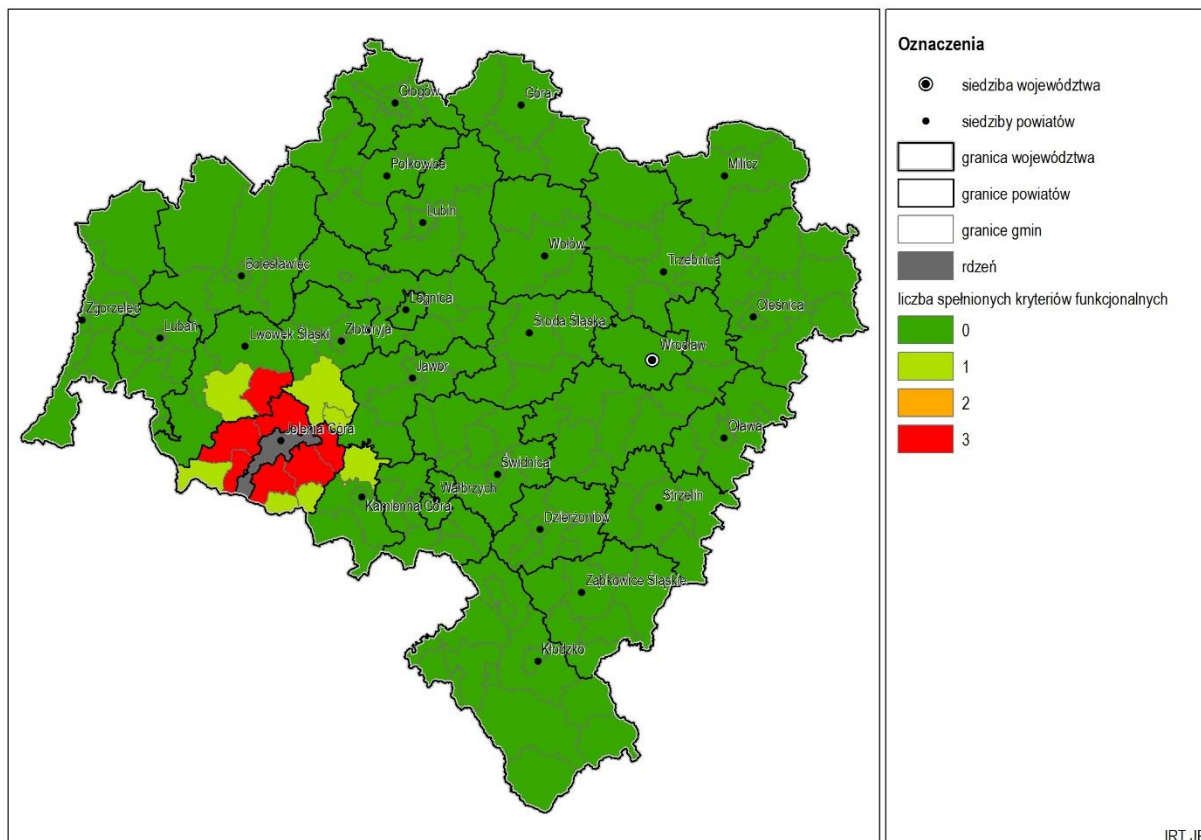 Głogów
Góra
Polkowice
Milicz
Lubin
Wołów
Trzebnica
Bolesławiec
Legnica
Oleśnica
Zgorzelec
Lubań
Lwówek Śląski
Złotoryja
Środa Śląska
Wrocław
Jawor
Jelenia Góra
Oława
Świdnica
Wałbrzych
Kamienna Góra
Strzelin
Dzierżoniów
Ząbkowice Śląskie
Kłodzko
Oznaczenia
siedziba województwa
siedziby powiatów
granica województwa
granice powiatów
granice gmin
rdzeń
liczba spełnionych kryteriów funkcjonalnych
0
1
2
3